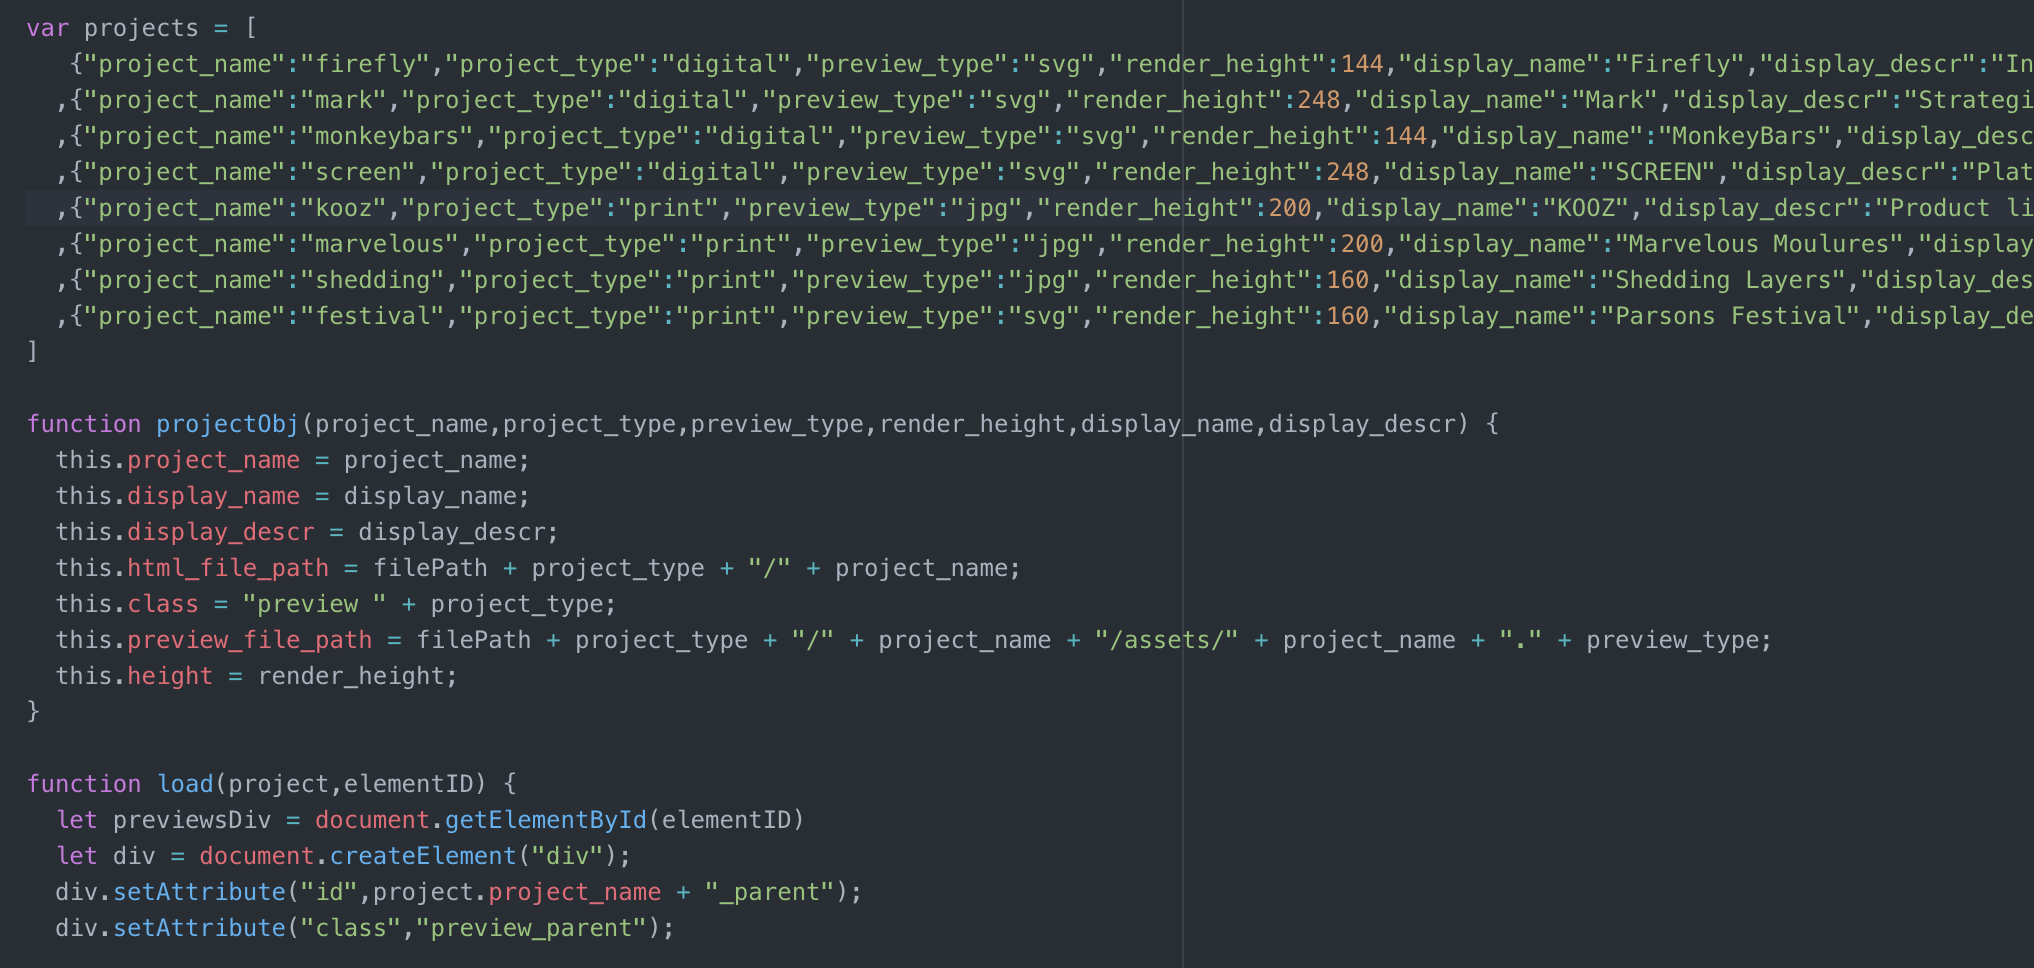 var projects = [
{"project_name":"firefly","project_type":"digital","preview_type":"svg","render_height":144,"display_name":"Firefly","display_descr":"In
,{"project_name":"mark","project_type":"digital","preview_type":"svg","render_height":248,"display_name":"Mark","display_descr":"Strategi
,{"project_name":"monkeybars","project_type":"digital","preview_type":"svg","render_height":144,"display_name":"MonkeyBars","display_desc
,{"project_name":"screen","project_type":"digital","preview_type":"svg","render_height":248,"display_name":"SCREEN","display_descr":"Plat
,{"project_name":"kooz","project_type":"print","preview_type":"jpg","render_height":200,"display_name":"KOOZ","display_descr":"Product li
,{"project_name":"marvelous","project_type":"print","preview_type":"jpg","render_height":200,"display_name":"Marvelous Moulures","display
,{"project_name":"shedding","project_type":"print","preview_type":"jpg","render_height":160,"display_name":"Shedding Layers","display_des
,{"project_name":"festival","project_type":"print","preview_type":"svg","render_height":160,"display_name":"Parsons Festival","display_de
]
function projectObj(project_name,project_type,preview_type,render_height,display_name,display_descr) {
this.project_name = project_name;
this.display_name = display_name;
this.display_descr = display_descr;
this.html_file_path = filePath + project_type + "/" + project_name;
this.class = "preview " + project_type;
this.preview_file_path = filePath + project_type + "/" + project_name + "/assets/" + project_name + "." + preview_type;
this.height = render_height;
}
function load(project,elementID) {
let previewsDiv = document.getElementById(elementID)
let div = document.createElement("div");
div.setAttribute("id",project.project_name + "_parent");
div.setAttribute("class","preview_parent");